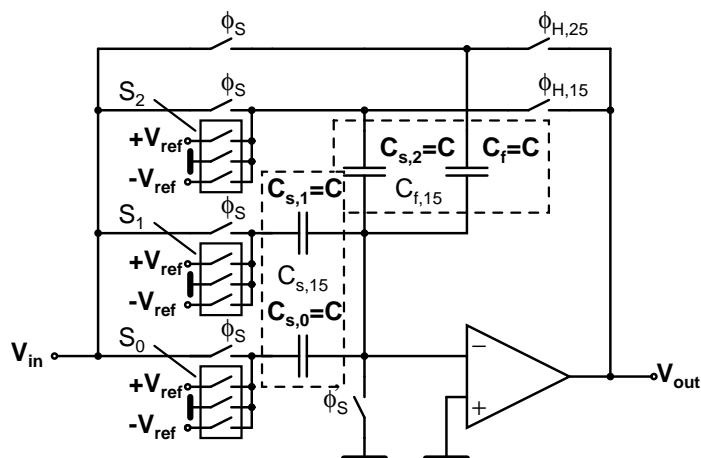 ϕS
ϕH,25
S2
ϕS
ϕH,15
+Vref
-Vref
Cs,2=C
Cf=C
Cf,15
S1
ϕS
Cs,1=C
+Vref
-Vref
Cs,15
S0
ϕS
Cs,0=C
Vin
+Vref
-Vref
ϕS
−
+
Vout